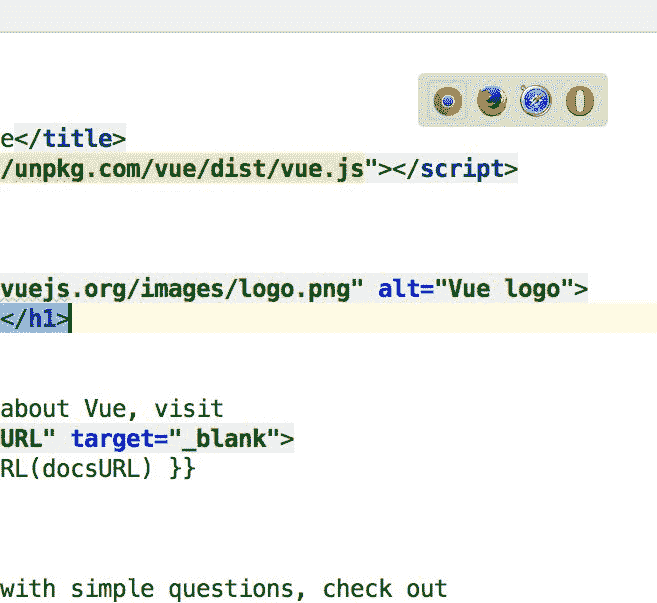 e</title>
/unpkg.com/vue/dist/vue.js"></script>
vuejs.org/images/logo.png" alt="Vue logo">
</h1>
about Vue, visit
URL" target="_blank">
RL(docsURL) }}
with simple questions, check out